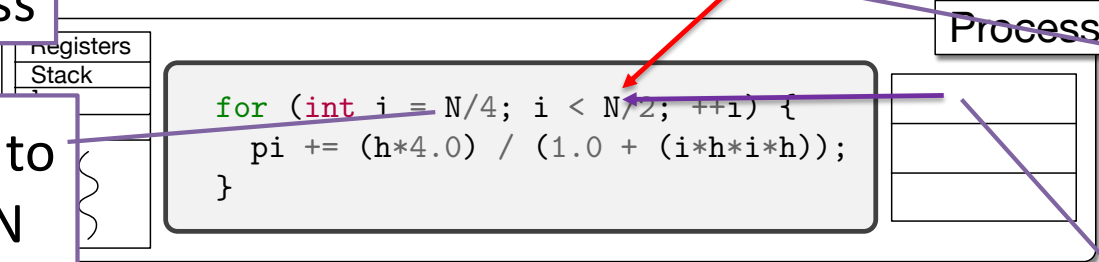 ss
Process
Registers
Stack
to
N
for (int i = N/4; i < N/2; ++i) {
pi += (h*4.0) / (1.0 + (i*h*i*h));
}